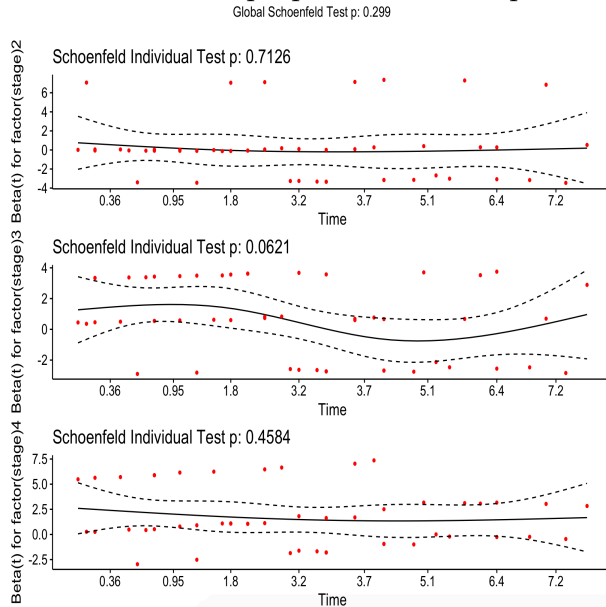 Global Schoenfeld Test p: 0.299
Schoenfeld Individual Test p: 0.7126
Beta(t) for factor(stage)2
6
4
2
0
-2
-4
0.36 0.95 1.8 3.2 3.7 5.1 6.4 7.2
Time
Schoenfeld Individual Test p: 0.0621
Beta(t) for factor(stage)3
4
2
0
-2
0.36 0.95 1.8 3.2 3.7 5.1 6.4 7.2
Time
Schoenfeld Individual Test p: 0.4584
Beta(t) for factor(stage)4
7.5
5.0
2.5
0.0
-2.5
0.36 0.95 1.8 3.2 3.7 5.1 6.4 7.2
Time